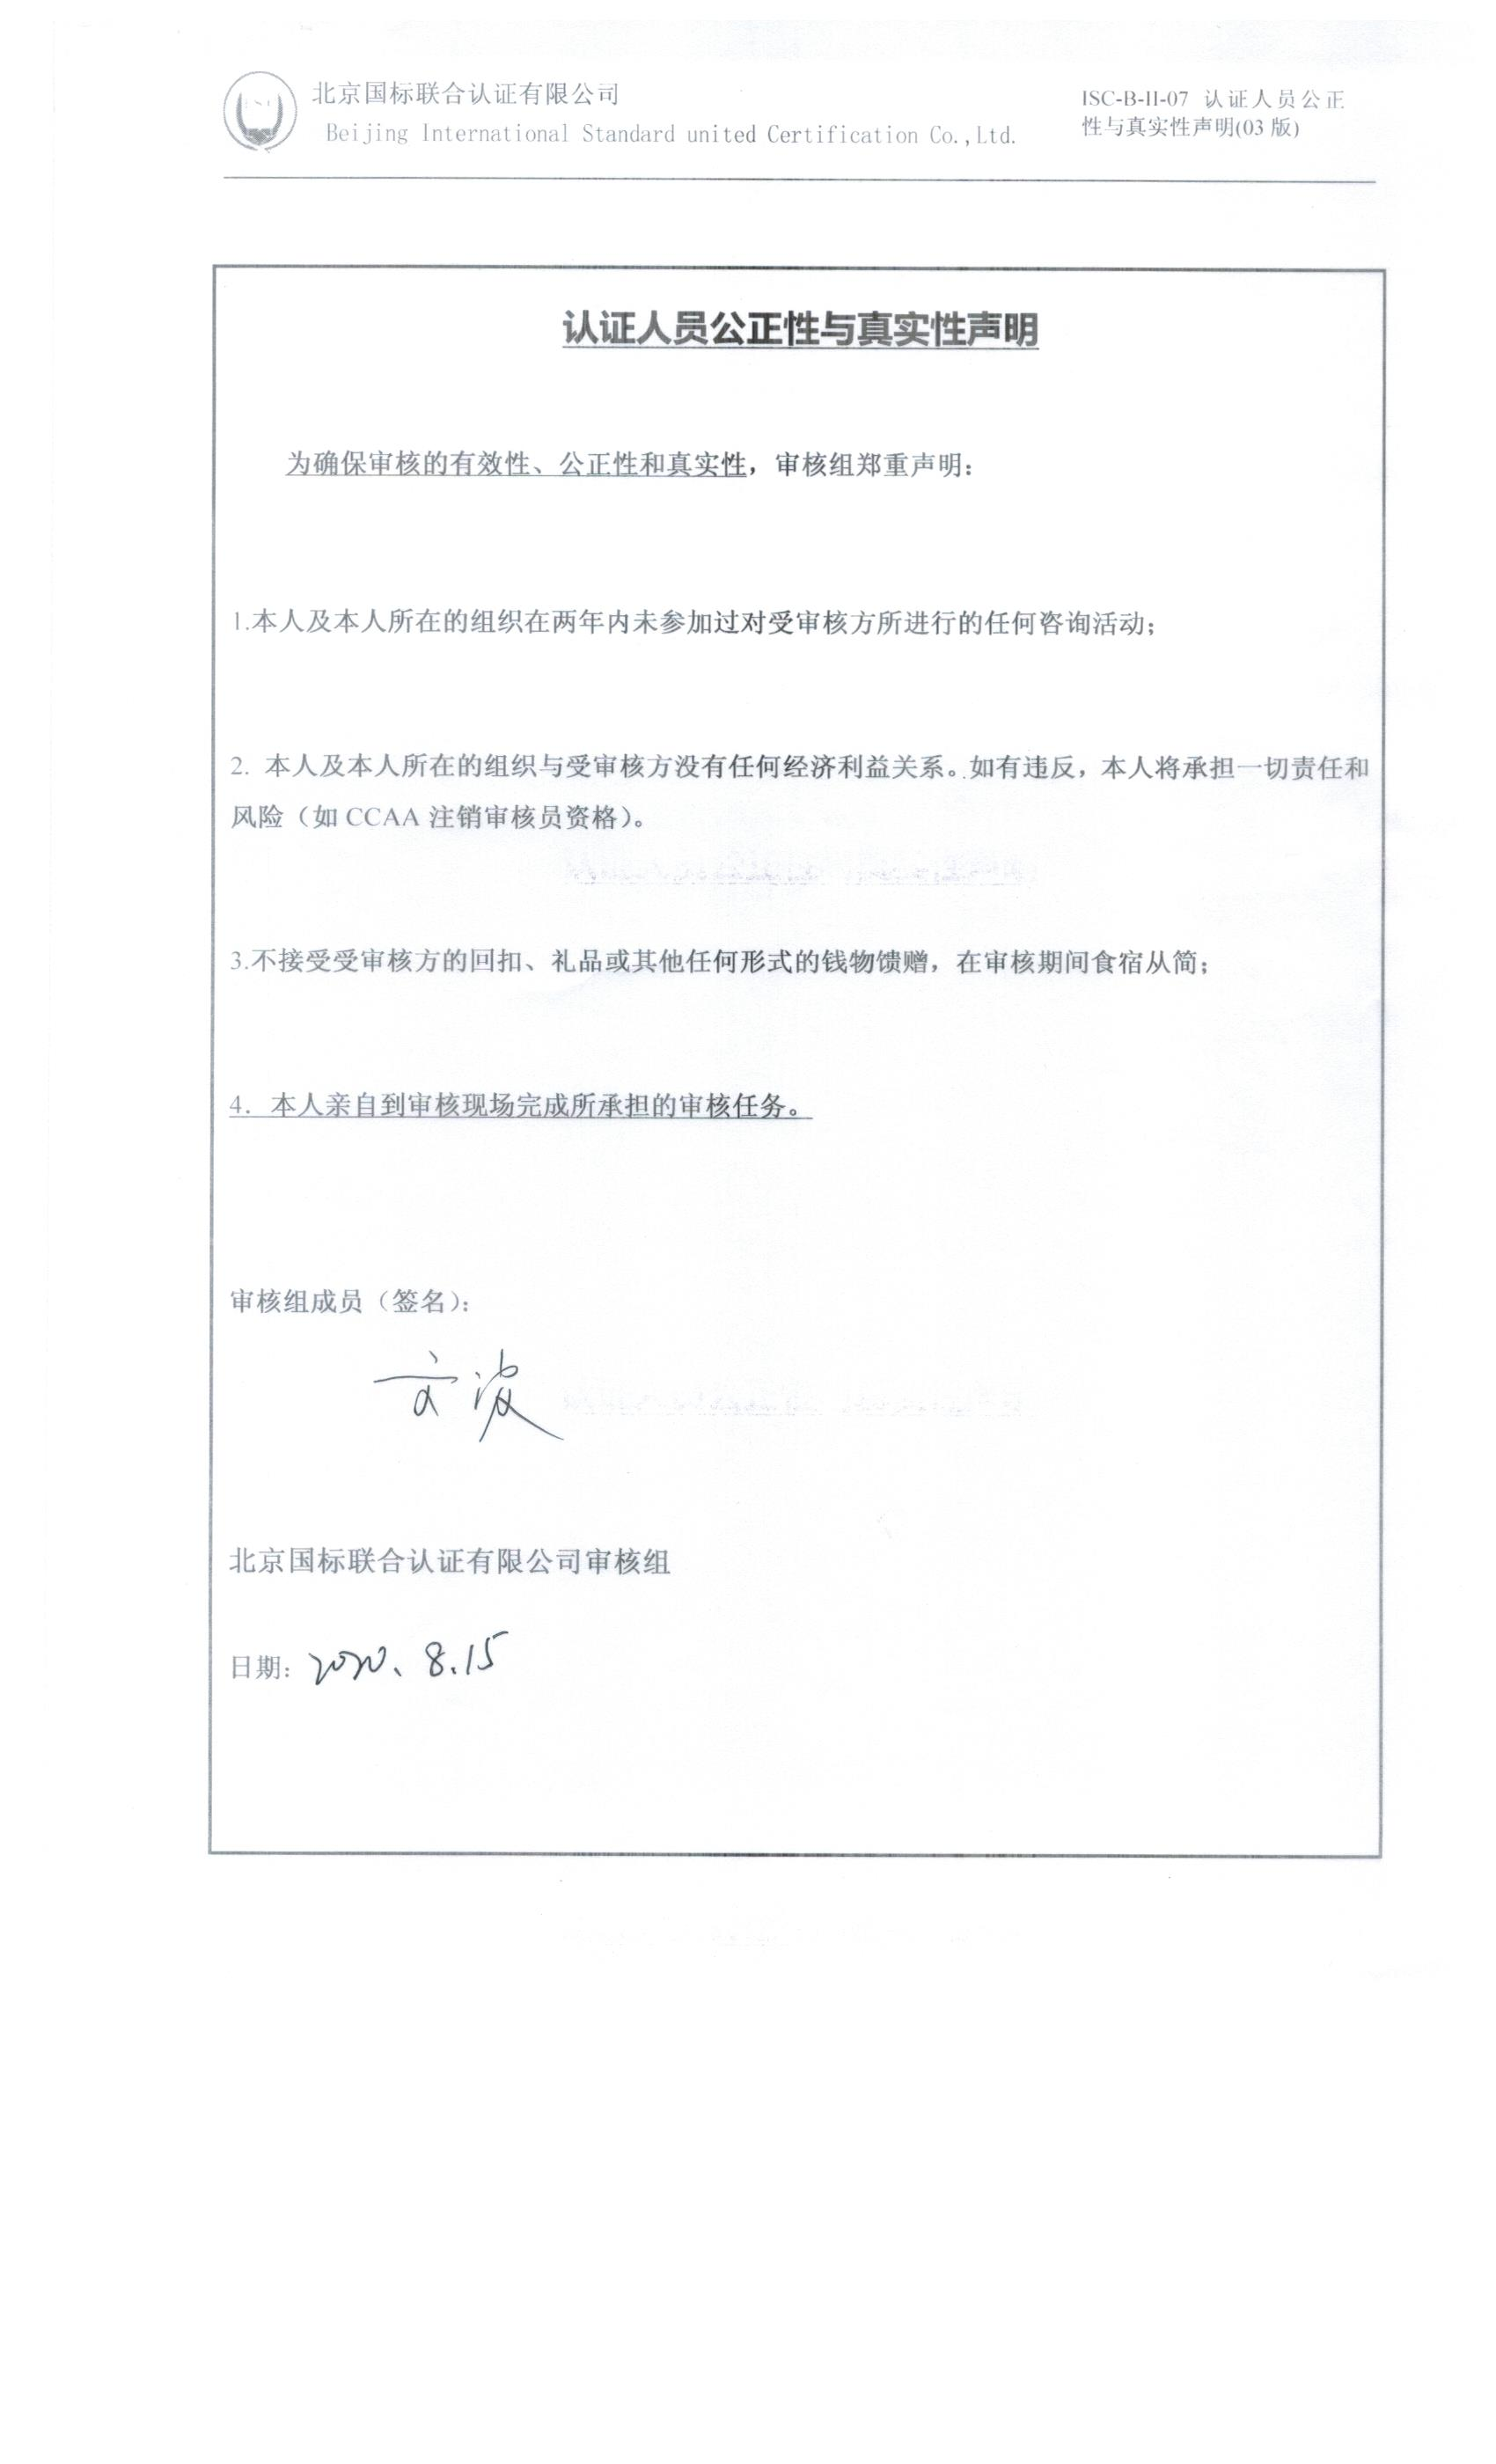 北京国标联合认证有限公司
Beijing International Standard united Certification Co.,Ltd.
ISC-B-II-07 认证人员公正
性与真实性声明(03 版)
认证人员公正性与真实性声明
为确保审核的有效性、公正性和真实性，审核组郑重声明：
1.本人及本人所在的组织在两年内未参加过对受审核方所进行的任何咨询活动；
2. 本人及本人所在的组织与受审核方没有任何经济利益关系。如有违反，本人将承担一切责任和
风险（如 CCAA 注销审核员资格）。
3.不接受受审核方的回扣、礼品或其他任何形式的钱物馈赠，在审核期间食宿从简；
4. 本人亲自到审核现场完成所承担的审核任务。
审核组成员（签名）：
文波
北京国标联合认证有限公司审核组
日期：2020、8.15